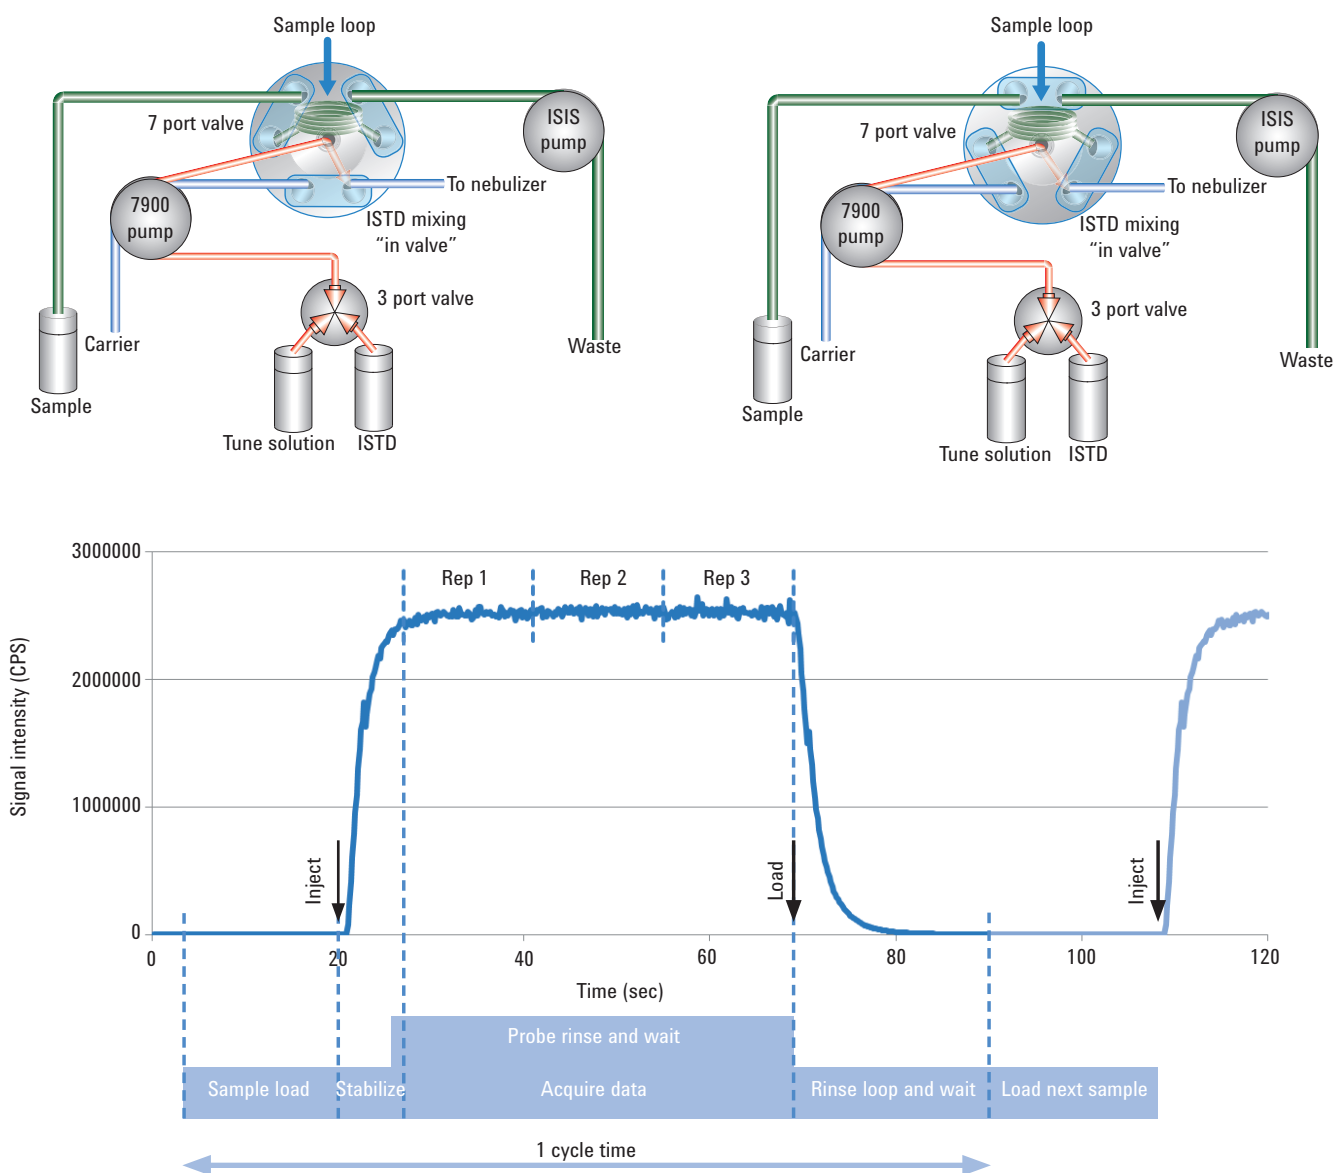 Sample loop
7 port valve
ISIS
pump
To nebulizer
7900
pump
ISTD mixing
“in valve”
3 port valve
Carrier
Waste
Sample
Tune solution
ISTD
Sample loop
7 port valve
ISIS
pump
To nebulizer
7900
pump
ISTD mixing
“in valve”
3 port valve
Carrier
Waste
Sample
Tune solution
ISTD
Signal intensity (CPS)
3000000
2000000
1000000
0
Rep 1
Rep 2
Rep 3
Inject
Load
Inject
0
20
40
60
80
100
120
Time (sec)
Probe rinse and wait
Sample load
Stabilize
Acquire data
Rinse loop and wait
Load next sample
1 cycle time